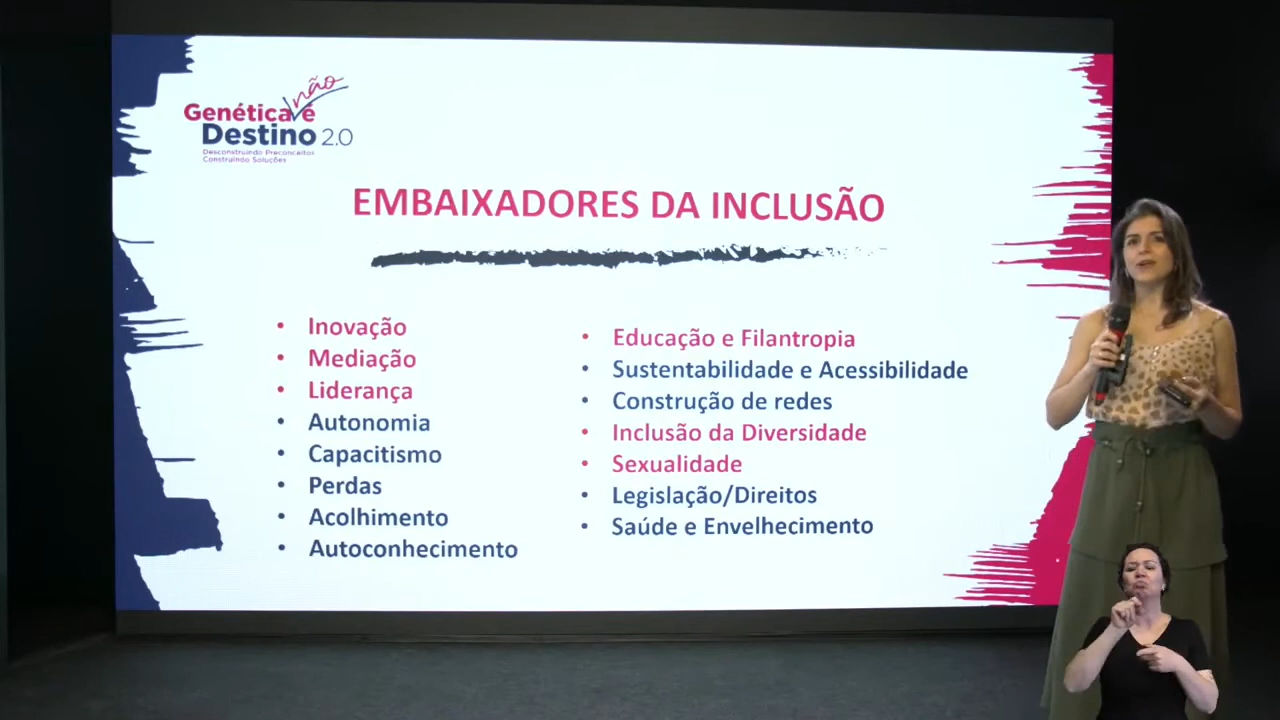 não
Genética é
Destino 2.0
Desconstruindo Preconceitos
Construindo Soluções
EMBAIXADORES DA INCLUSÃO
• Inovação
• Mediação
• Liderança
• Autonomia
• Capacitismo
• Perdas
• Acolhimento
• Autoconhecimento
• Educação e Filantropia
• Sustentabilidade e Acessibilidade
• Construção de redes
• Inclusão da Diversidade
• Sexualidade
• Legislação/Direitos
• Saúde e Envelhecimento